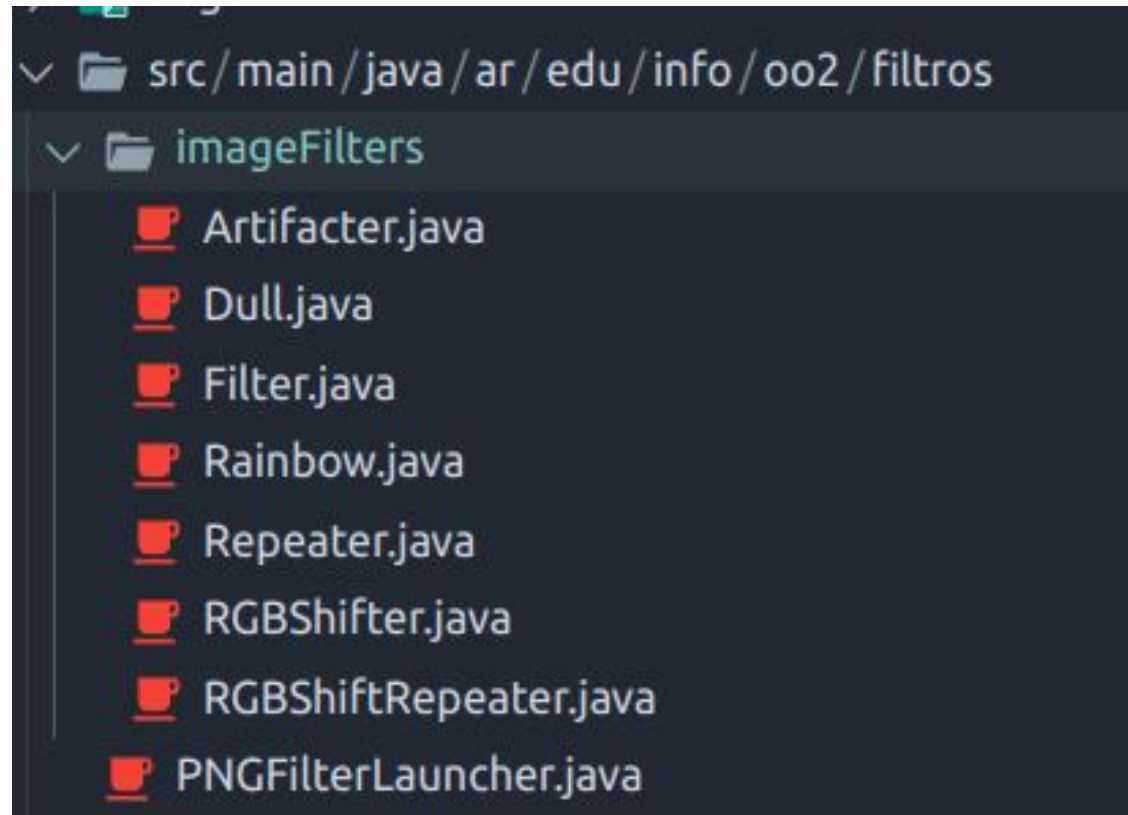 src/main/java/ar/edu/info/oo2/filtros
imageFilters
Artifacter.java
Dull.java
Filter.java
Rainbow.java
Repeater.java
RGBShifter.java
RGBShiftRepeater.java
PNGFilterLauncher.java